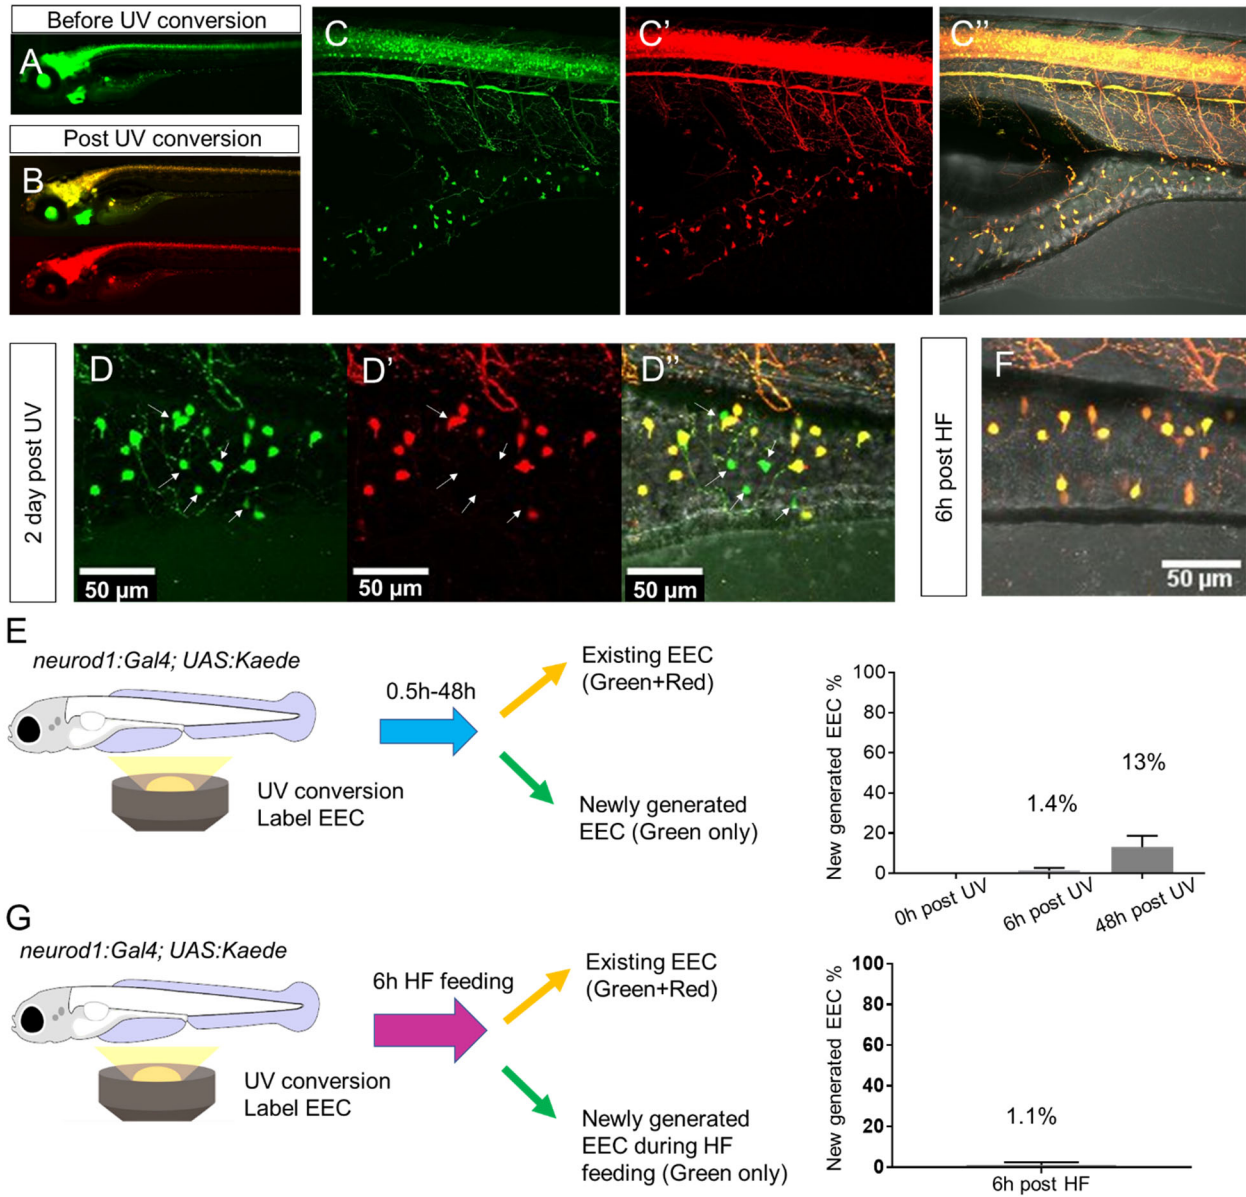 Before UV conversion
A
Post UV conversion
B
C
C’
C’’
2 day post UV
D
50 µm
D’
50 µm
D’’
50 µm
6h post HF
F
50 µm
E
neurod1:Gal4; UAS:Kaede
UV conversion
Label EEC
0.5h-48h
Existing EEC
(Green+Red)
Newly generated
EEC (Green only)
New generated EEC %
100
80
60
40
20
0
1.4%
13%
0h post UV
6h post UV
48h post UV
G
neurod1:Gal4; UAS:Kaede
UV conversion
Label EEC
6h HF feeding
Existing EEC
(Green+Red)
Newly generated
EEC during HF
feeding (Green only)
New generated EEC %
100
80
60
40
20
0
1.1%
6h post HF